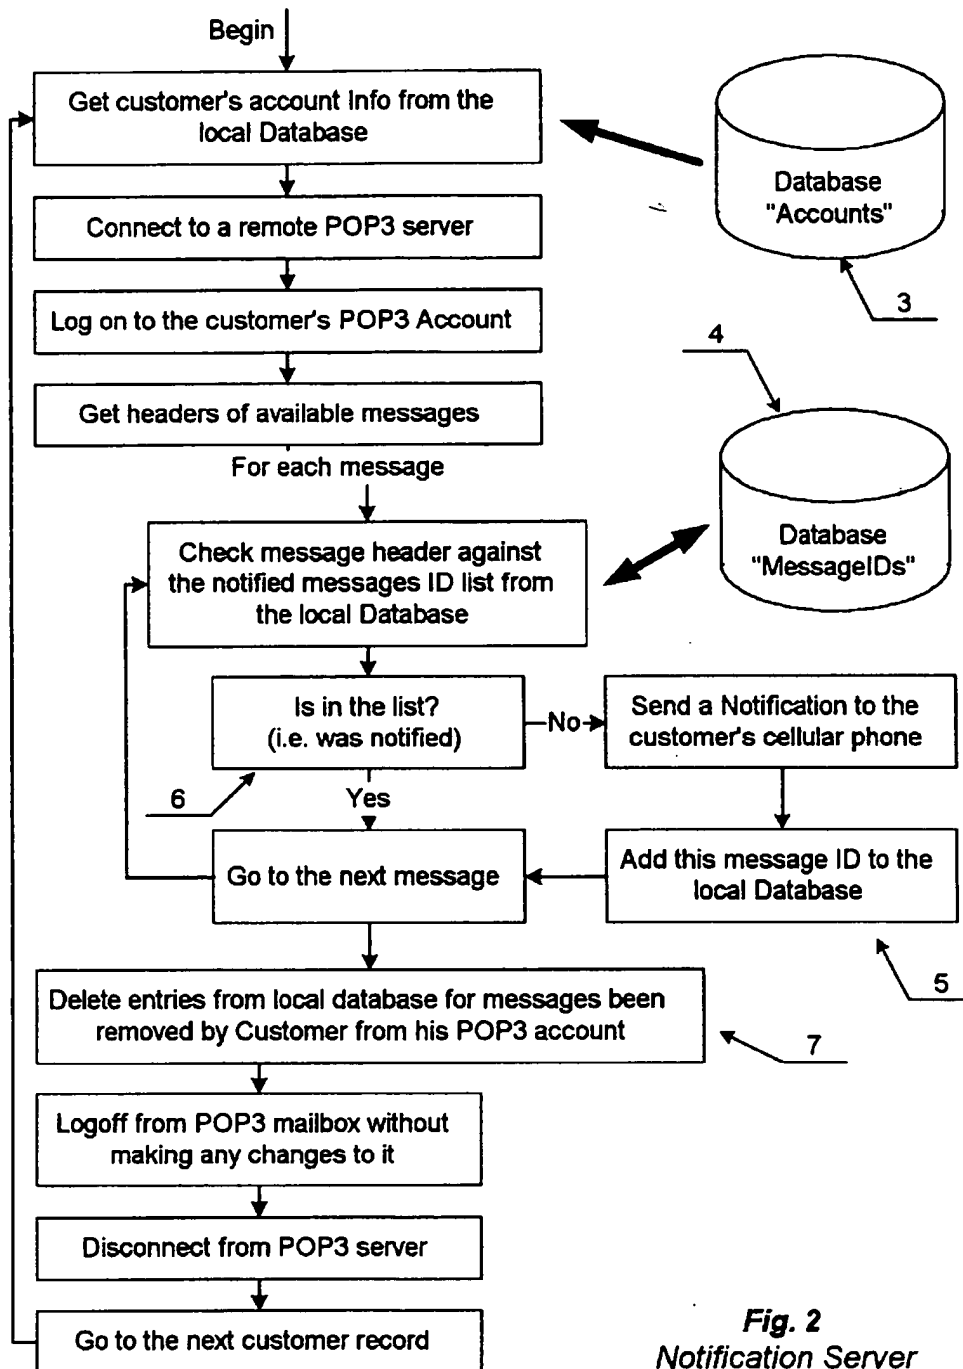 Begin
Get customer's account Info from the
local Database
Database
"Accounts"
3
Connect to a remote POP3 server
Log on to the customer's POP3 Account
4
Get headers of available messages
For each message
Database
"MessageIDs"
Check message header against
the notified messages ID list from
the local Database
Is in the list?
(i.e. was notified)
No
Send a Notification to the
customer's cellular phone
6
Yes
Go to the next message
Add this message ID to the
local Database
5
Delete entries from local database for messages been
removed by Customer from his POP3 account
7
Logoff from POP3 mailbox without
making any changes to it
Disconnect from POP3 server
Go to the next customer record
Fig. 2
Notification Server